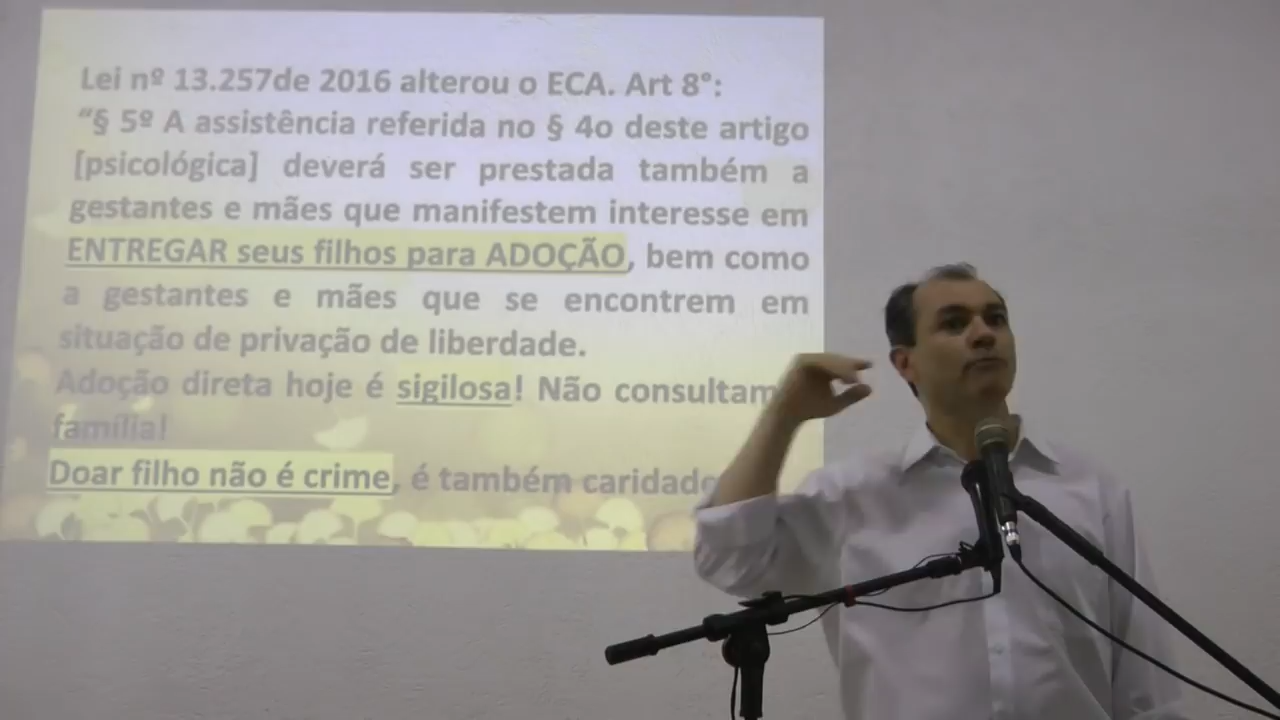 Lei nº 13.257de 2016 alterou o ECA. Art 8°:
“§ 5º A assistência referida no § 4o deste artigo
[psicológica] deverá ser prestada também a
gestantes e mães que manifestem interesse em
ENTREGAR seus filhos para ADOÇÃO, bem como
a gestantes e mães que se encontrem em
situação de privação de liberdade.
Adoção direta hoje é sigilosa! Não consultam
família!
Doar filho não é crime, é também caridade